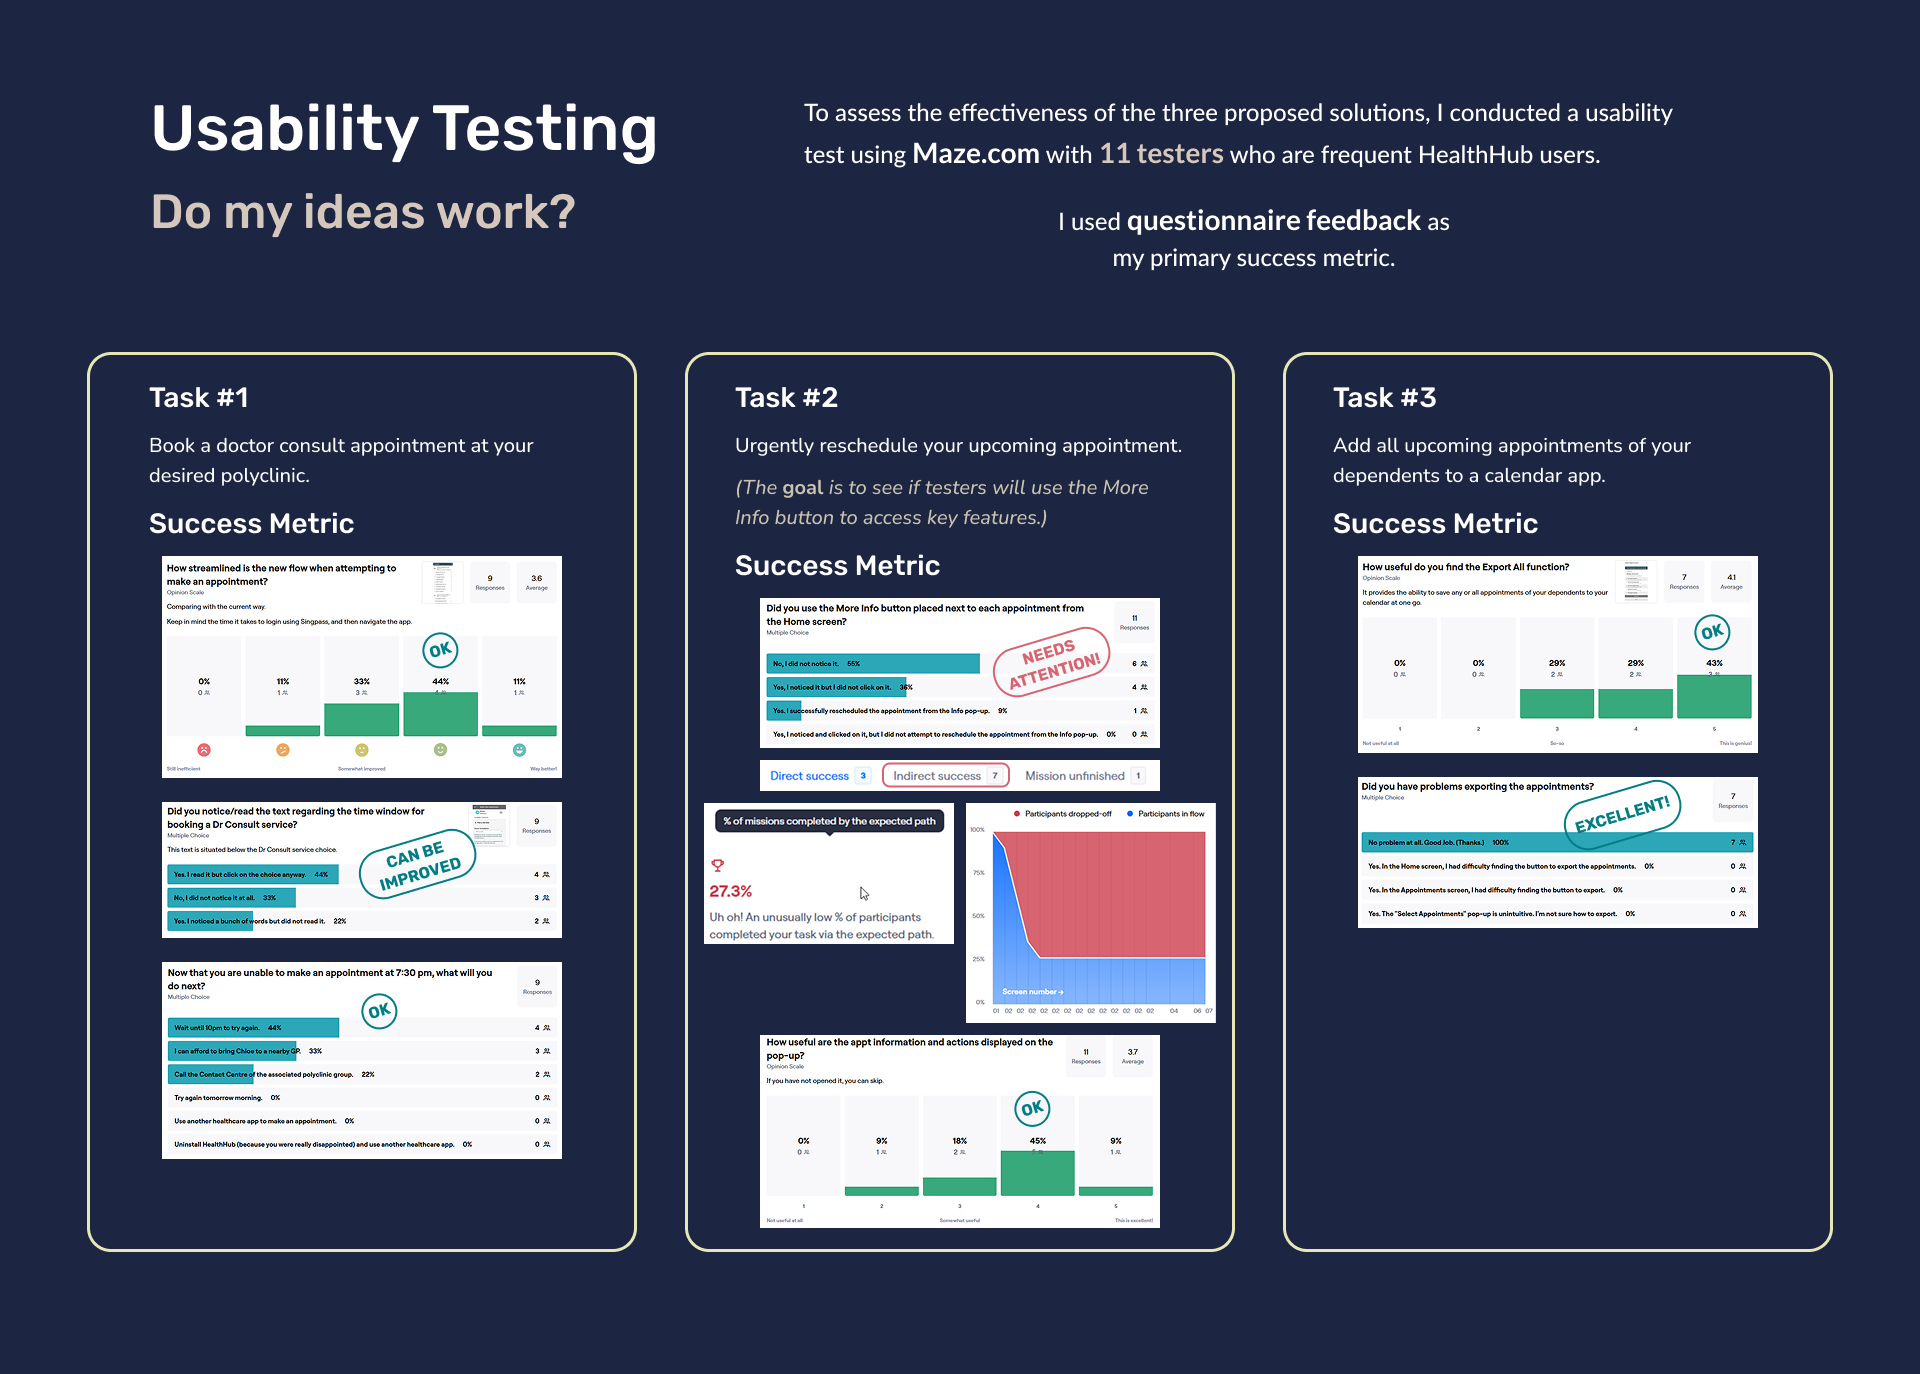 Usability Testing
Do my ideas work?
To assess the effectiveness of the three proposed solutions, I conducted a usability
test using Maze.com with 11 testers who are frequent HealthHub users.
I used questionnaire feedback as
my primary success metric.
Task #1
Book a doctor consult appointment at your
desired polyclinic.
Success Metric
How streamlined is the new flow when attempting to
make an appointment?
Opinion Scale
Comparing with the current way.
Keep in mind the time it takes to login using Singpass, and then navigate the app.
9
Responses
3.6
Average
OK
0% 11% 33% 44% 11%
0 1 3 4 1
Still inefficient Somewhat improved Way better!
Did you notice/read the text regarding the time window for
booking a Dr Consult service?
Multiple Choice
This text is situated below the Dr Consult service choice.
9
Responses
CAN BE
IMPROVED
Yes. I read it but click on the choice anyway. 44% 4
No, I did not notice it at all. 33% 3
Yes. I noticed a bunch of words but did not read it. 22% 2
Now that you are unable to make an appointment at 7:30 pm, what will you
do next?
Multiple Choice
9
Responses
OK
Wait until 10pm to try again. 44% 4
I can afford to bring Chloe to a nearby GP. 33% 3
Call the Contact Centre of the associated polyclinic group. 22% 2
Try again tomorrow morning. 0% 0
Use another healthcare app to make an appointment. 0% 0
Uninstall HealthHub (because you were really disappointed) and use another healthcare app. 0% 0
Task #2
Urgently reschedule your upcoming appointment.
(The goal is to see if testers will use the More
Info button to access key features.)
Success Metric
Did you use the More Info button placed next to each appointment from
the Home screen?
Multiple Choice
11
Responses
NEEDS
ATTENTION!
No, I did not notice it. 55% 6
Yes, I noticed it but I did not click on it. 36% 4
Yes. I successfully rescheduled the appointment from the Info pop-up. 9% 1
Yes, I noticed and clicked on it, but I did not attempt to reschedule the appointment from the Info pop-up. 0% 0
Direct success 3 Indirect success 7 Mission unfinished 1
% of missions completed by the expected path
27.3%
Uh oh! An unusually low % of participants
completed your task via the expected path.
Participants dropped-off Participants in flow
100%
75%
50%
25%
0%
Screen number →
01 02 02 02 02 02 02 02 02 02 02 02 02 02 04 06 07
How useful are the appt information and actions displayed on the
pop-up?
Opinion Scale
If you have not opened it, you can skip.
11
Responses
3.7
Average
OK
0% 9% 18% 45% 9%
0 1 2 5 1
1 2 3 4 5
Not useful at all Somewhat useful This is excellent!
Task #3
Add all upcoming appointments of your
dependents to a calendar app.
Success Metric
How useful do you find the Export All function?
Opinion Scale
It provides the ability to save any or all appointments of your dependents to your
calendar at one go.
7
Responses
4.1
Average
OK
0% 0% 29% 29% 43%
0 0 2 2 3
1 2 3 4 5
Not useful at all So-so This is genius!
Did you have problems exporting the appointments?
Multiple Choice
7
Responses
EXCELLENT!
No problem at all. Good Job. (Thanks.) 100% 7
Yes. In the Home screen, I had difficulty finding the button to export the appointments. 0% 0
Yes. In the Appointments screen, I had difficulty finding the button to export. 0% 0
Yes. The "Select Appointments" pop-up is unintuitive. I'm not sure how to export. 0% 0